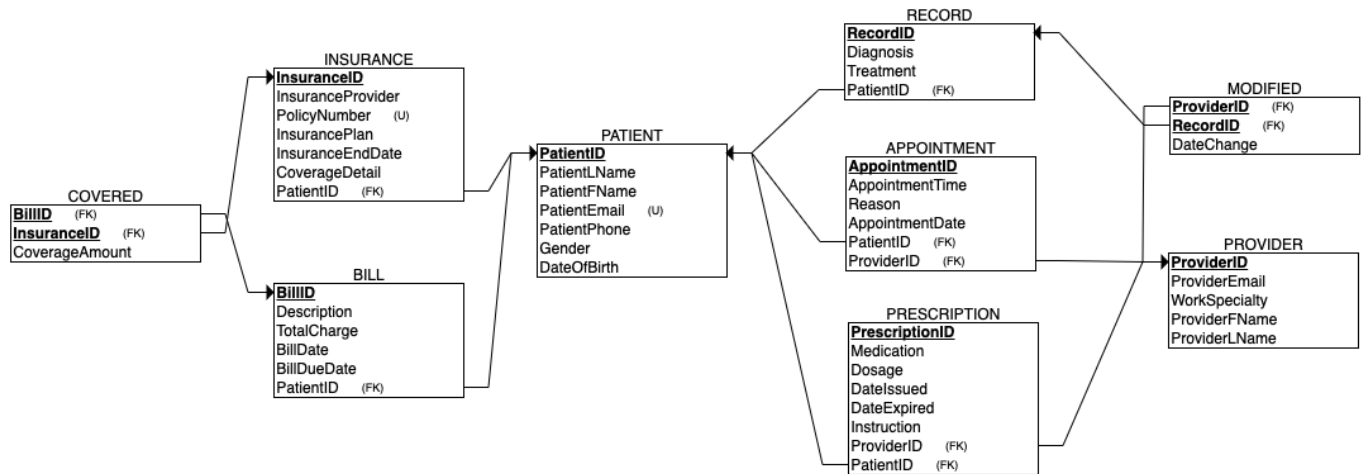 COVERED
BillID (FK)
InsuranceID (FK)
CoverageAmount
INSURANCE
InsuranceID
InsuranceProvider
PolicyNumber (U)
InsurancePlan
InsuranceEndDate
CoverageDetail
PatientID (FK)
BILL
BillID
Description
TotalCharge
BillDate
BillDueDate
PatientID (FK)
PATIENT
PatientID
PatientLName
PatientFName
PatientEmail (U)
PatientPhone
Gender
DateOfBirth
RECORD
RecordID
Diagnosis
Treatment
PatientID (FK)
APPOINTMENT
AppointmentID
AppointmentTime
Reason
AppointmentDate
PatientID (FK)
ProviderID (FK)
PRESCRIPTION
PrescriptionID
Medication
Dosage
DateIssued
DateExpired
Instruction
ProviderID (FK)
PatientID (FK)
MODIFIED
ProviderID (FK)
RecordID (FK)
DateChange
PROVIDER
ProviderID
ProviderEmail
WorkSpecialty
ProviderFName
ProviderLName